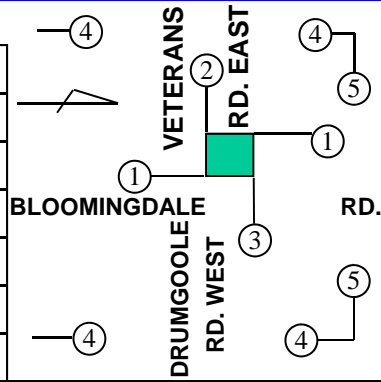 4
4
VETERANS
RD. EAST
2
5
1
1
BLOOMINGDALE
RD.
3
DRUMGOOLE
RD. WEST
5
4
4